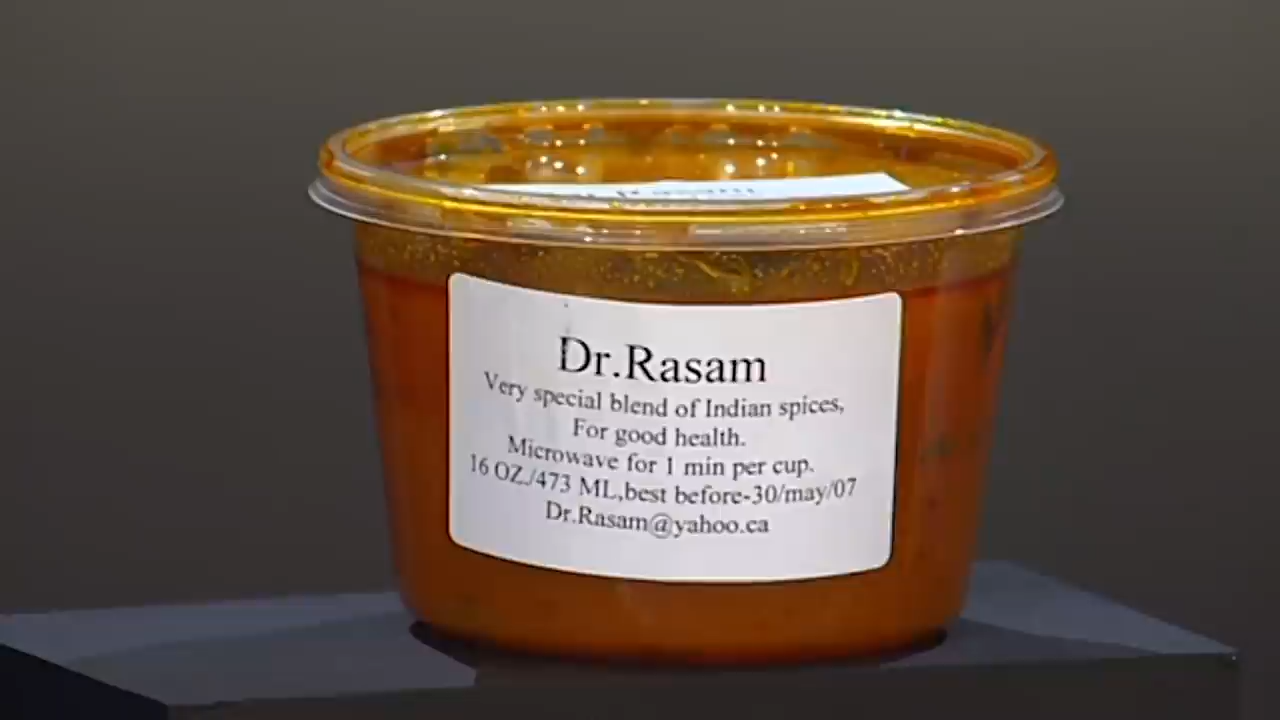 Rasam
Dr.Rasam
Very special blend of Indian spices,
For good health.
Microwave for 1 min per cup.
16 OZ./473 ML,best before-30/may/07
Dr.Rasam@yahoo.ca